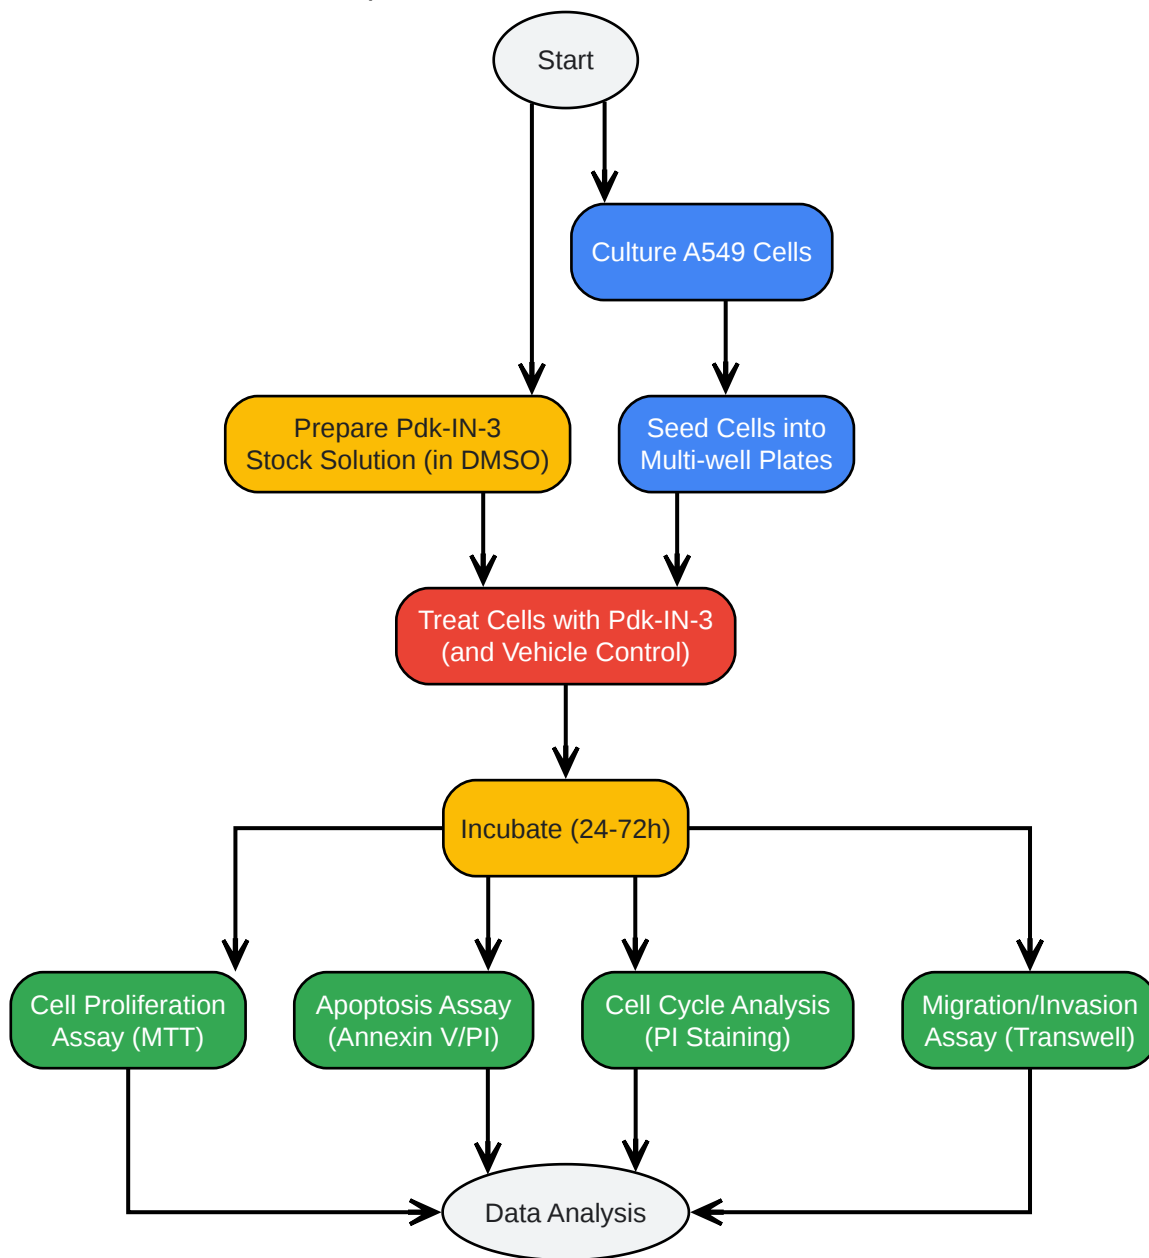 Start
Culture A549 Cells
Prepare Pdk-IN-3
Stock Solution (in DMSO)
Seed Cells into
Multi-well Plates
Treat Cells with Pdk-IN-3
(and Vehicle Control)
Incubate (24-72h)
Cell Proliferation
Assay (MTT)
Apoptosis Assay
(Annexin V/PI)
Cell Cycle Analysis
(PI Staining)
Migration/Invasion
Assay (Transwell)
Data Analysis